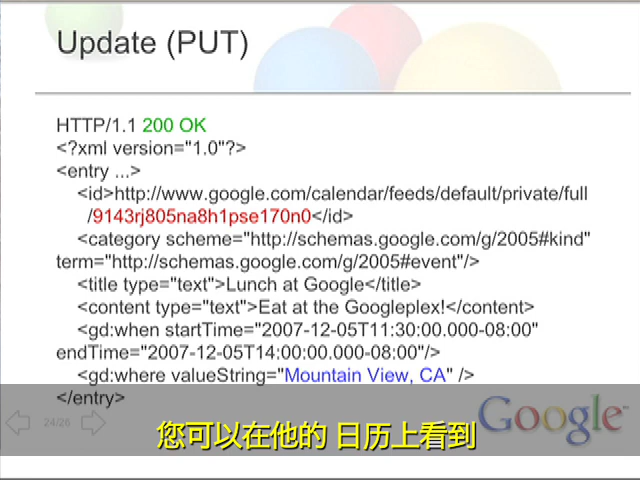 Update (PUT)
HTTP/1.1 200 OK
<?xml version="1.0"?>
<entry ...>
<id>http://www.google.com/calendar/feeds/default/private/full
/9143rj805na8h1pse170n0</id>
<category scheme="http://schemas.google.com/g/2005#kind"
term="http://schemas.google.com/g/2005#event"/>
<title type="text">Lunch at Google</title>
<content type="text">Eat at the Googleplex!</content>
<gd:when startTime="2007-12-05T11:30:00.000-08:00"
endTime="2007-12-05T14:00:00.000-08:00"/>
<gd:where valueString="Mountain View, CA" />
</entry>
24/26
Google™
您可以在他的 日历上看到